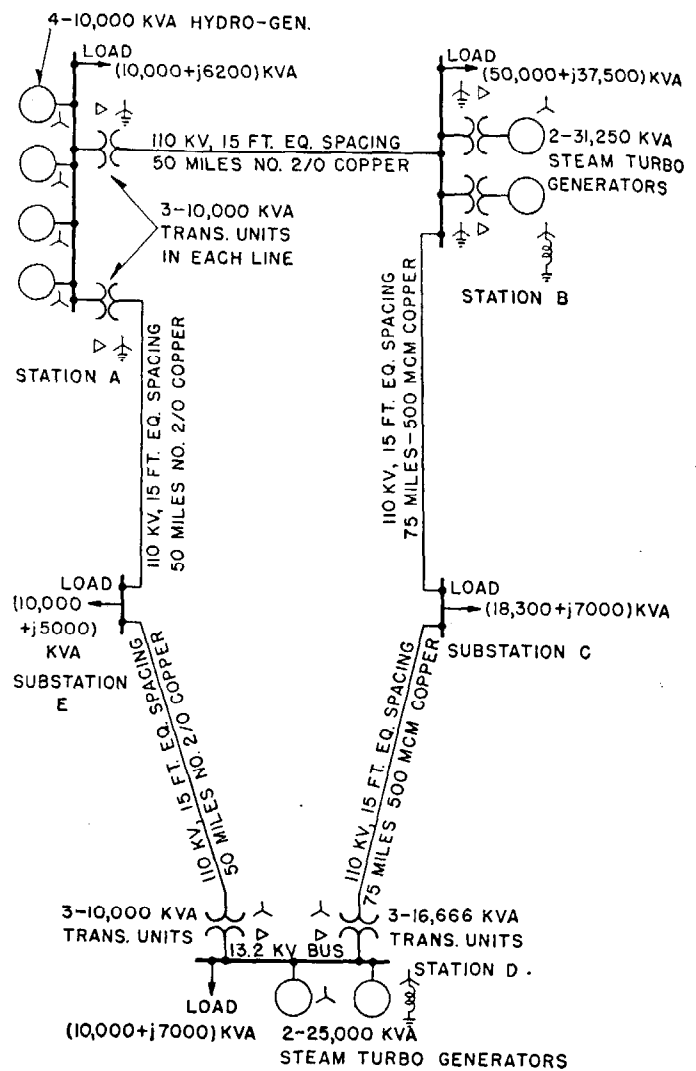 4-10,000 KVA HYDRO-GEN.
LOAD
(10,000+j6200)KVA
LOAD
(50,000+j37,500)KVA
110 KV, 15 FT. EQ. SPACING
50 MILES NO. 2/0 COPPER
2-31,250 KVA
STEAM TURBO
GENERATORS
3-10,000 KVA
TRANS. UNITS
IN EACH LINE
STATION B
STATION A
110 KV, 15 FT. EQ. SPACING
50 MILES NO. 2/0 COPPER
110 KV, 15 FT. EQ. SPACING
75 MILES-500 MCM COPPER
LOAD
(10,000
+j5000)
KVA
SUBSTATION
E
LOAD
(18,300+j7000)KVA
SUBSTATION C
110 KV, 15 FT. EQ. SPACING
50 MILES NO. 2/0 COPPER
110 KV, 15 FT. EQ. SPACING
75 MILES 500 MCM COPPER
3-10,000 KVA
TRANS. UNITS
3-16,666 KVA
TRANS. UNITS
13.2 KV BUS
STATION D.
LOAD
(10,000+j7000)KVA
2-25,000 KVA
STEAM TURBO GENERATORS